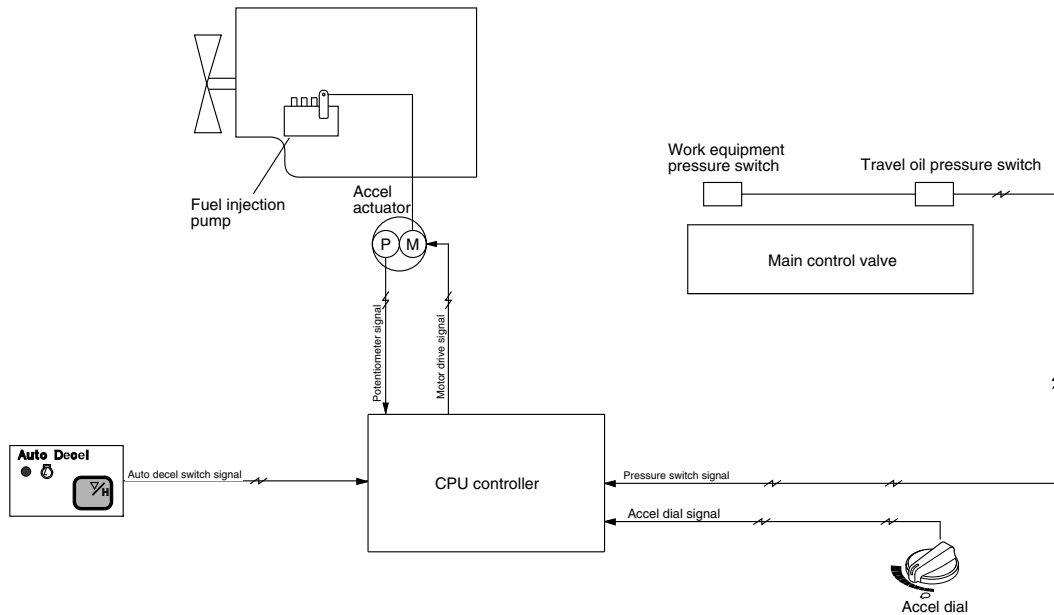 Work equipment
pressure switch
Travel oil pressure switch
Fuel injection
pump
Accel
actuator
P
M
Main control valve
Potentiometer signal
Motor drive signal
Auto Decel
/H
Auto decel switch signal
CPU controller
Pressure switch signal
Accel dial signal
Accel dial